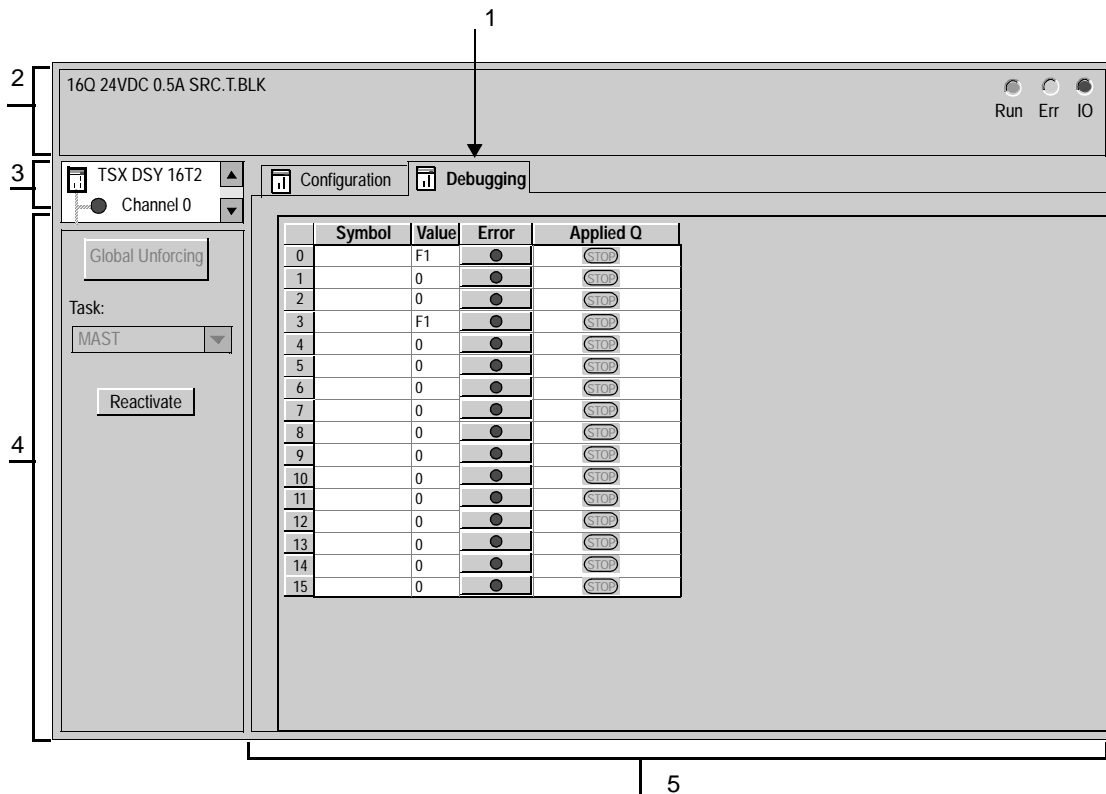 1
2
16Q 24VDC 0.5A SRC.T.BLK
Run Err IO
3
TSX DSY 16T2
Channel 0
Configuration
Debugging
4
Global Unforcing
Task:
MAST
Reactivate
Symbol Value Error Applied Q
0 F1 STOP
1 0 STOP
2 0 STOP
3 F1 STOP
4 0 STOP
5 0 STOP
6 0 STOP
7 0 STOP
8 0 STOP
9 0 STOP
10 0 STOP
11 0 STOP
12 0 STOP
13 0 STOP
14 0 STOP
15 0 STOP
5